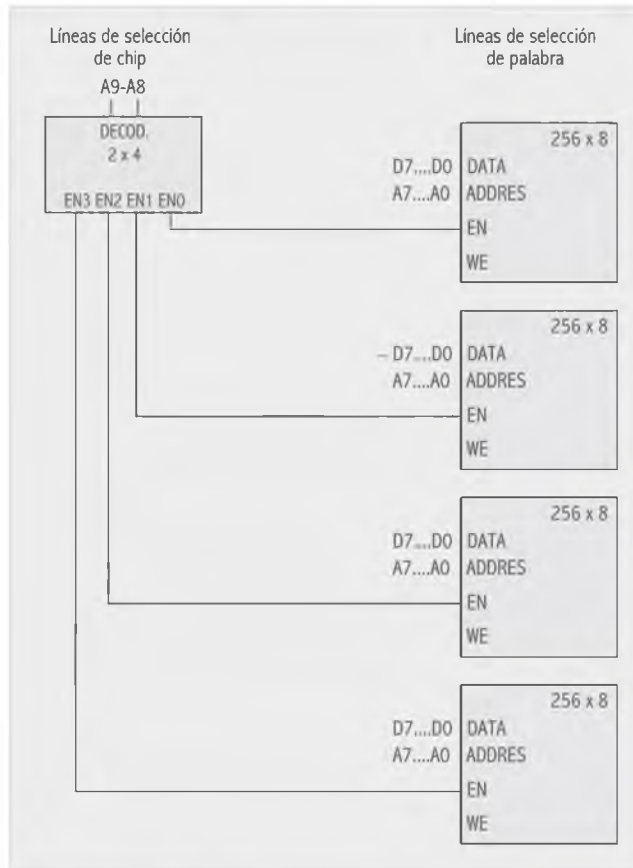 Líneas de selección
de chip
A9-A8
DECOD.
2 x 4
EN3 EN2 EN1 EN0
Líneas de selección
de palabra
256 x 8
D7....D0 DATA
A7....A0 ADDRES
EN
WE
256 x 8
– D7....D0 DATA
A7....A0 ADDRES
EN
WE
256 x 8
D7....D0 DATA
A7....A0 ADDRES
EN
WE
256 x 8
D7....D0 DATA
A7....A0 ADDRES
EN
WE